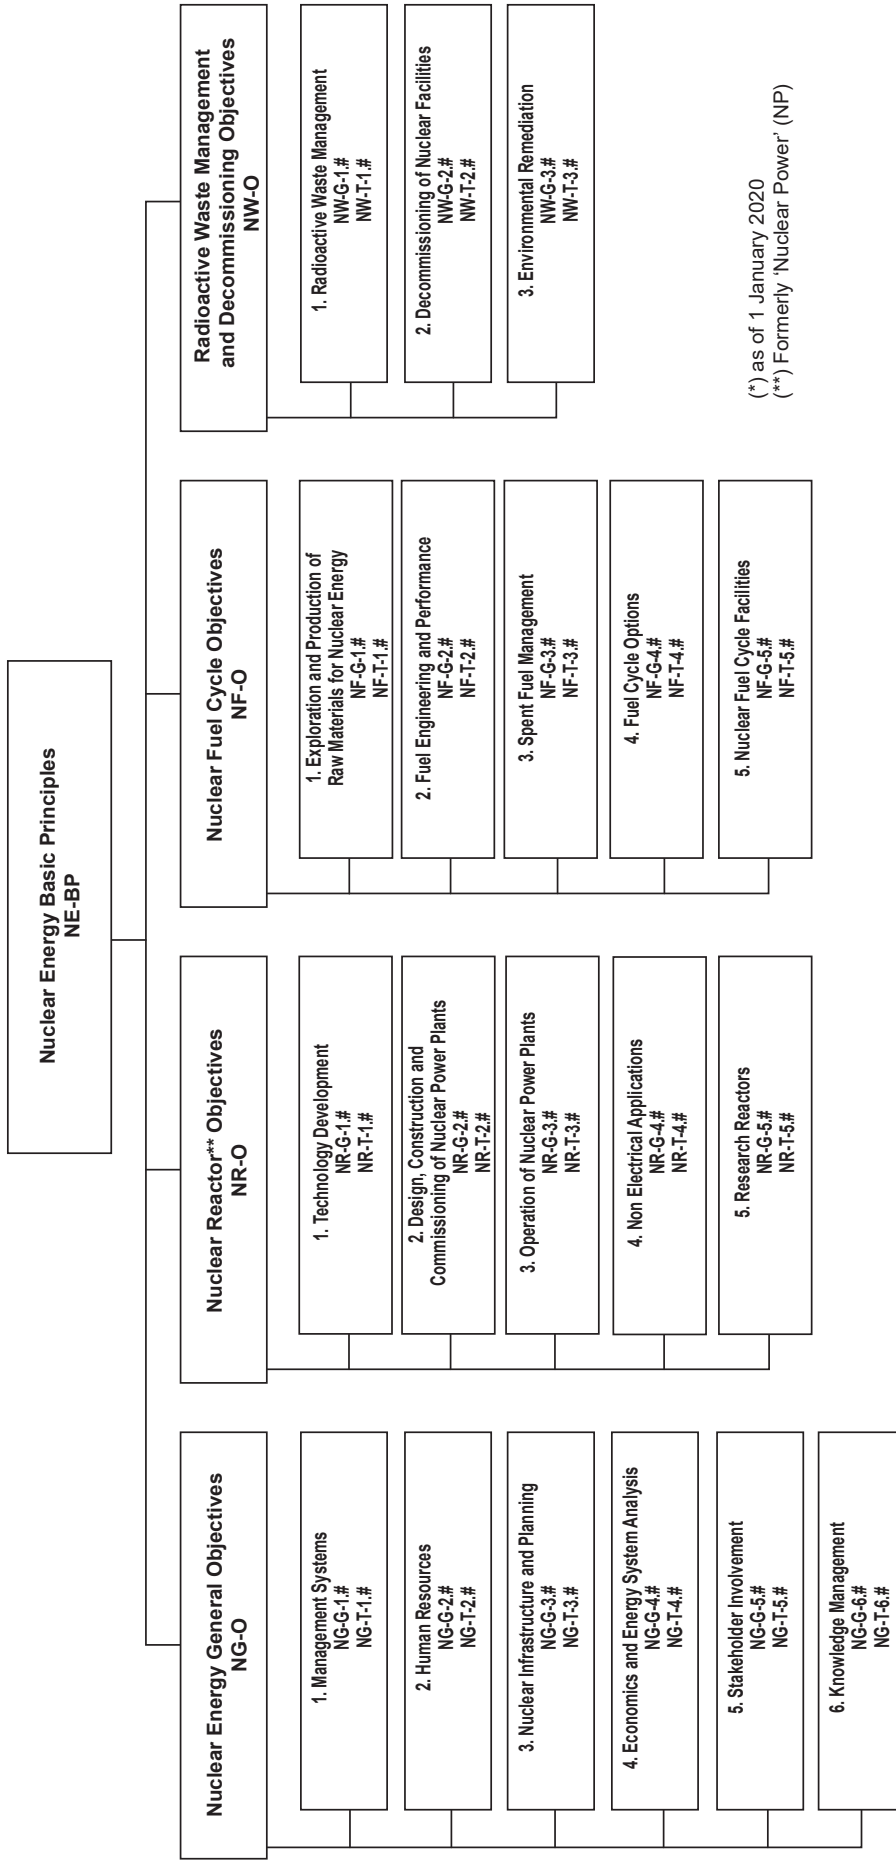 Nuclear Energy Basic Principles
NE-BP
Nuclear Energy General Objectives
NG-O
1. Management Systems
NG-G-1.#
NG-T-1.#
2. Human Resources
NG-G-2.#
NG-T-2.#
3. Nuclear Infrastructure and Planning
NG-G-3.#
NG-T-3.#
4. Economics and Energy System Analysis
NG-G-4.#
NG-T-4.#
5. Stakeholder Involvement
NG-G-5.#
NG-T-5.#
6. Knowledge Management
NG-G-6.#
NG-T-6.#
Nuclear Reactor** Objectives
NR-O
1. Technology Development
NR-G-1.#
NR-T-1.#
2. Design, Construction and
Commissioning of Nuclear Power Plants
NR-G-2.#
NR-T-2.#
3. Operation of Nuclear Power Plants
NR-G-3.#
NR-T-3.#
4. Non Electrical Applications
NR-G-4.#
NR-T-4.#
5. Research Reactors
NR-G-5.#
NR-T-5.#
Nuclear Fuel Cycle Objectives
NF-O
1. Exploration and Production of
Raw Materials for Nuclear Energy
NF-G-1.#
NF-T-1.#
2. Fuel Engineering and Performance
NF-G-2.#
NF-T-2.#
3. Spent Fuel Management
NF-G-3.#
NF-T-3.#
4. Fuel Cycle Options
NF-G-4.#
NF-T-4.#
5. Nuclear Fuel Cycle Facilities
NF-G-5.#
NF-T-5.#
Radioactive Waste Management
and Decommissioning Objectives
NW-O
1. Radioactive Waste Management
NW-G-1.#
NW-T-1.#
2. Decommissioning of Nuclear Facilities
NW-G-2.#
NW-T-2.#
3. Environmental Remediation
NW-G-3.#
NW-T-3.#
(*) as of 1 January 2020
(**) Formerly 'Nuclear Power' (NP)